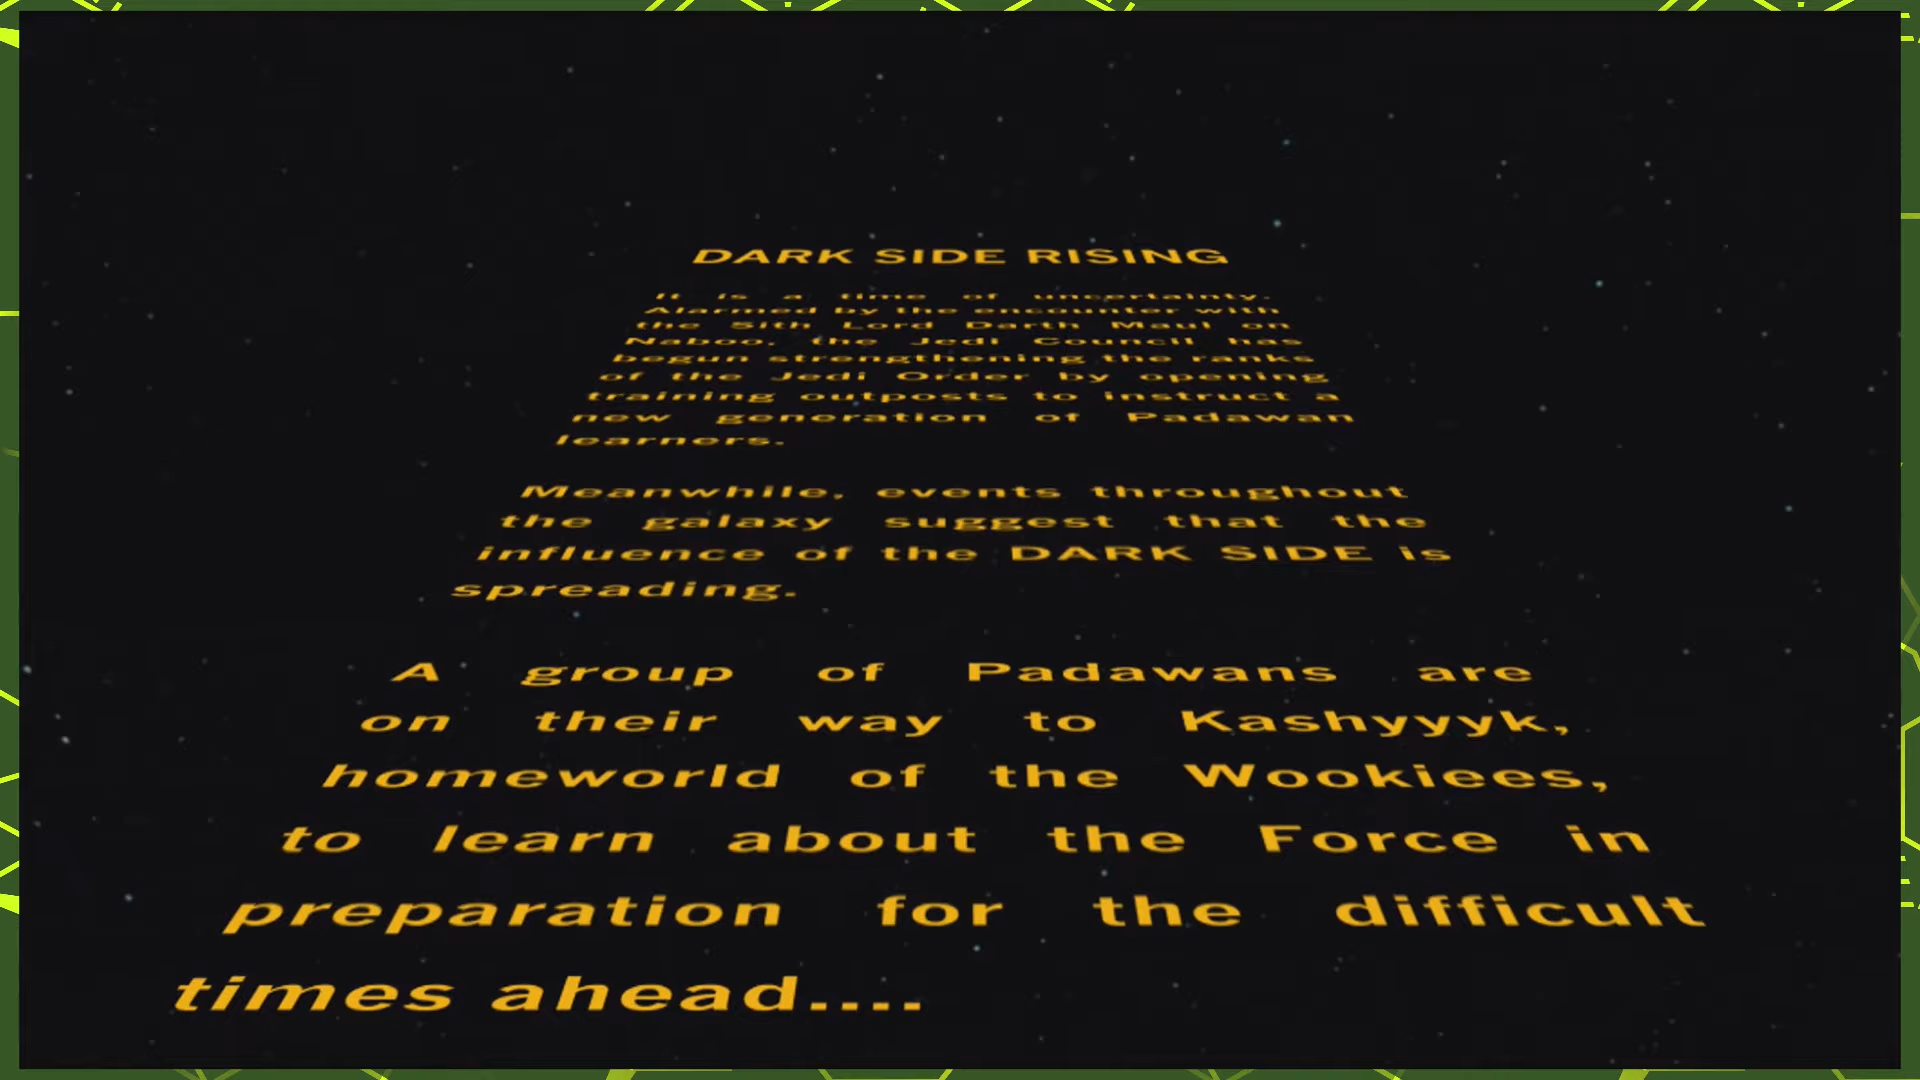 DARK SIDE RISING
It is a time of uncertainty.
Alarmed by the encounter with
the Sith Lord Darth Maul on
Naboo, the Jedi Council has
begun strengthening the ranks
of the Jedi Order by opening
training outposts to instruct a
new generation of Padawan
learners.
Meanwhile, events throughout
the galaxy suggest that the
influence of the DARK SIDE is
spreading.
A group of Padawans are
on their way to Kashyyyk,
homeworld of the Wookiees,
to learn about the Force in
preparation for the difficult
times ahead....